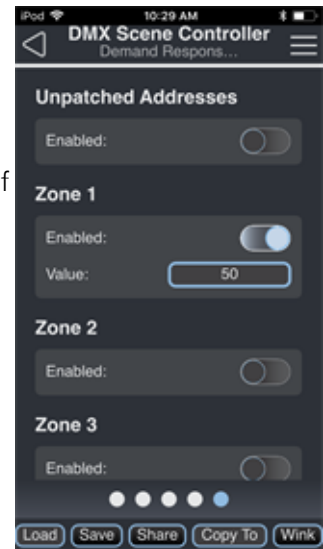 iPod 10:29 AM
DMX Scene Controller
Demand Respons...
Unpatched Addresses
Enabled:
f
Zone 1
Enabled:
Value: 50
Zone 2
Enabled:
Zone 3
Enabled:
Load Save Share Copy To Wink